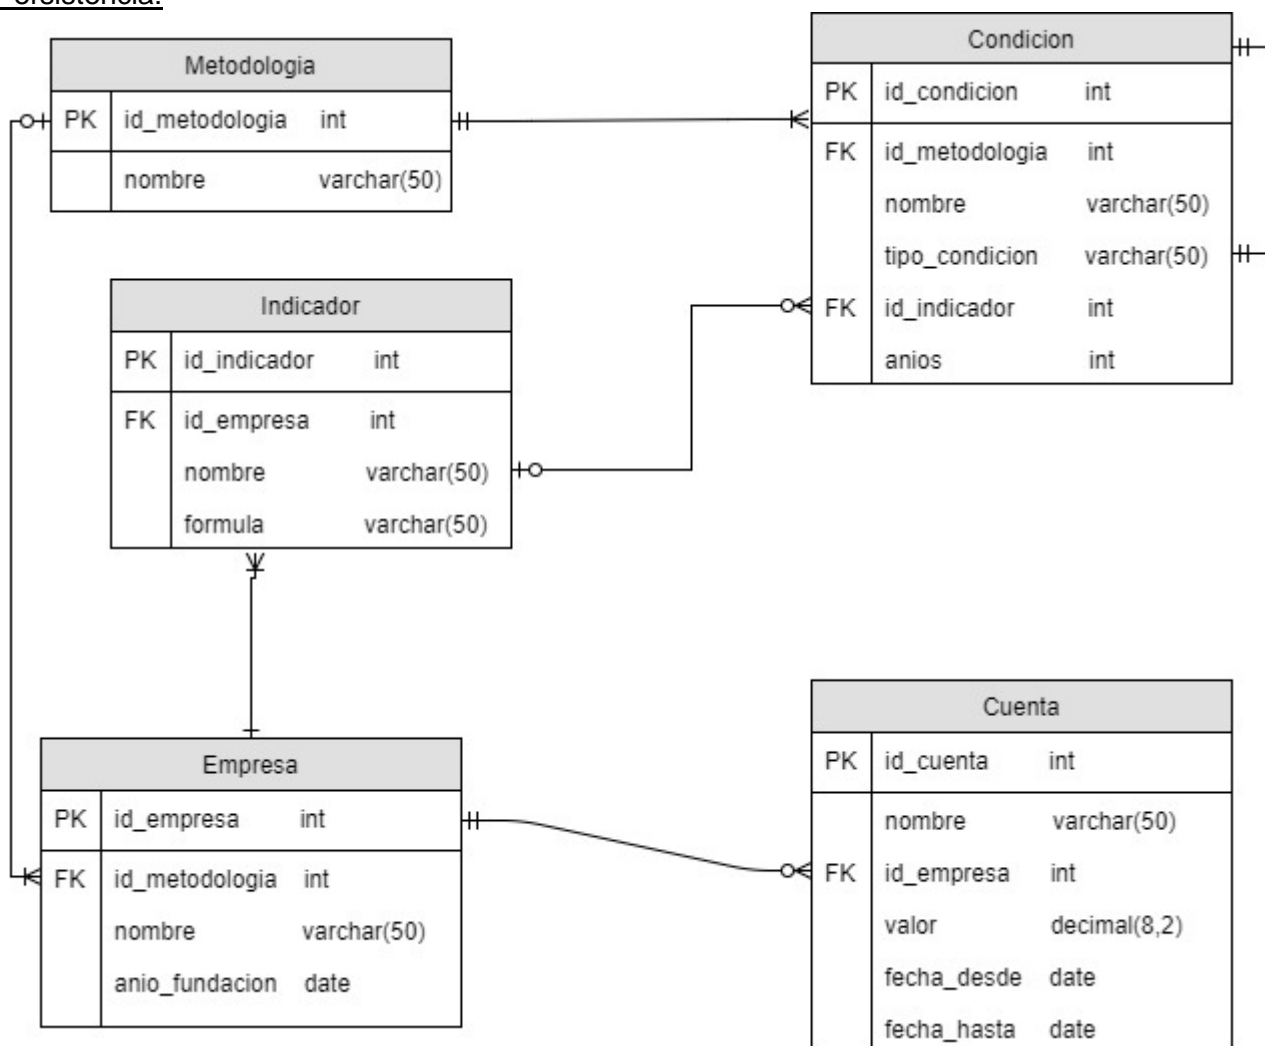 Metodologia
PK id_metodologia int
nombre varchar(50)
Condicion
PK id_condicion int
FK id_metodologia int
nombre varchar(50)
tipo_condicion varchar(50)
FK id_indicador int
anios int
Indicador
PK id_indicador int
FK id_empresa int
nombre varchar(50)
formula varchar(50)
Empresa
PK id_empresa int
FK id_metodologia int
nombre varchar(50)
anio_fundacion date
Cuenta
PK id_cuenta int
nombre varchar(50)
FK id_empresa int
valor decimal(8,2)
fecha_desde date
fecha_hasta date